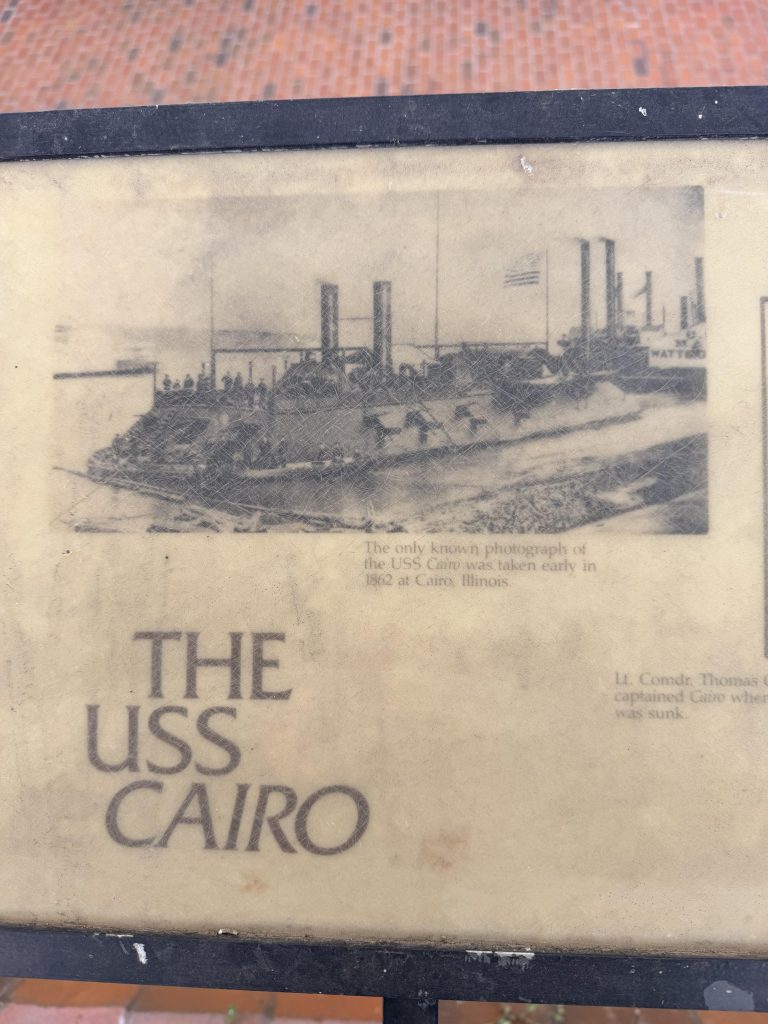 The only known photograph of
the USS Cairo was taken early in
1862 at Cairo, Illinois.
THE
USS
CAIRO
Lt. Comdr. Thomas
captained Cairo when
was sunk.